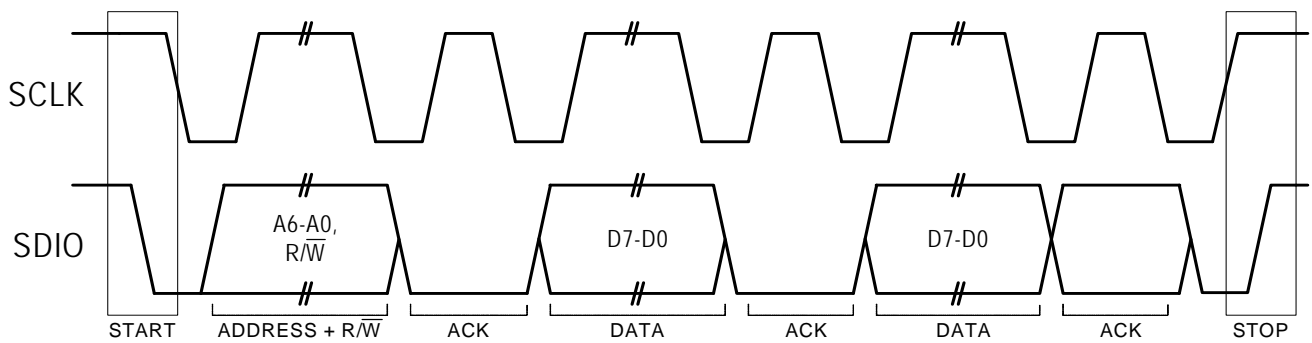 SCLK
SDIO
A6-A0,
R/W̅
D7-D0
D7-D0
START
ADDRESS + R/W̅
ACK
DATA
ACK
DATA
ACK
STOP